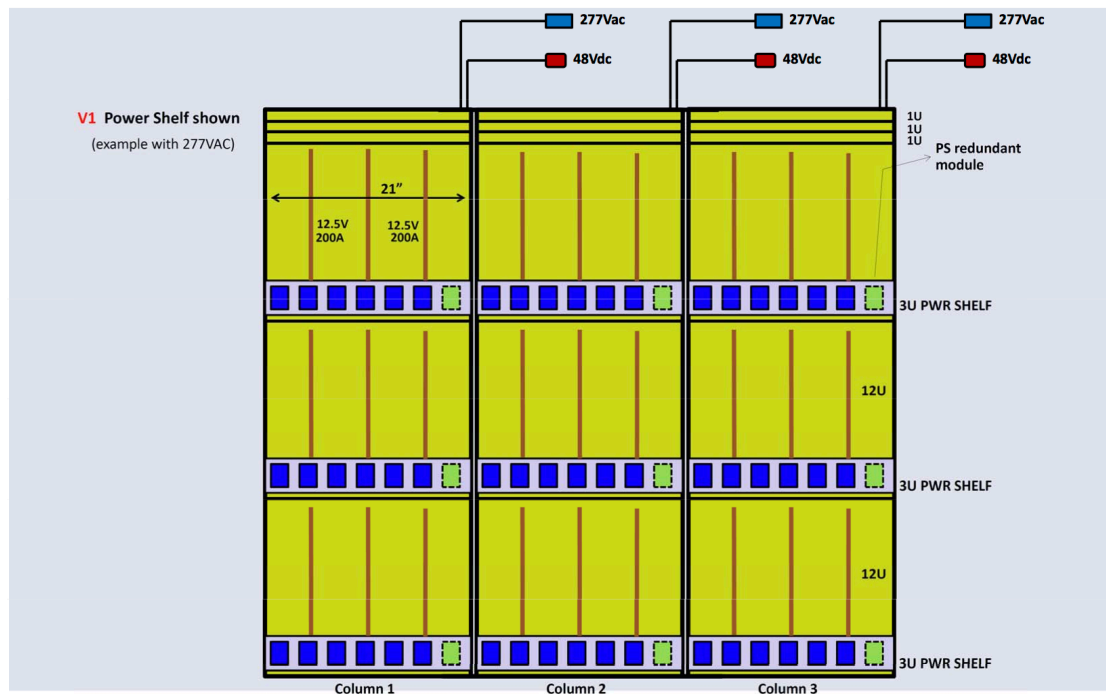 277Vac
277Vac
277Vac
48Vdc
48Vdc
48Vdc
V1 Power Shelf shown
(example with 277VAC)
1U
1U
1U
PS redundant
module
21”
12.5V
200A
12.5V
200A
3U PWR SHELF
12U
3U PWR SHELF
12U
3U PWR SHELF
Column 1
Column 2
Column 3